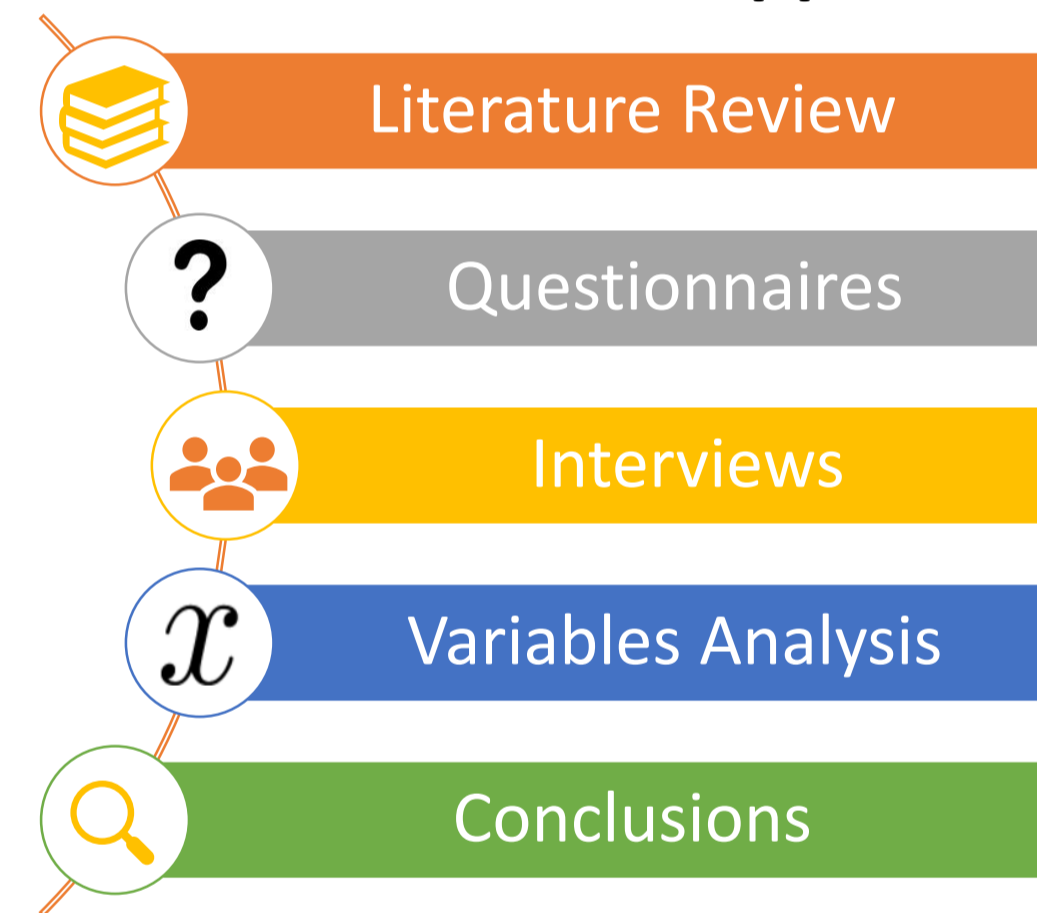 Literature Review
?
Questionnaires
Interviews
x
Variables Analysis
Conclusions